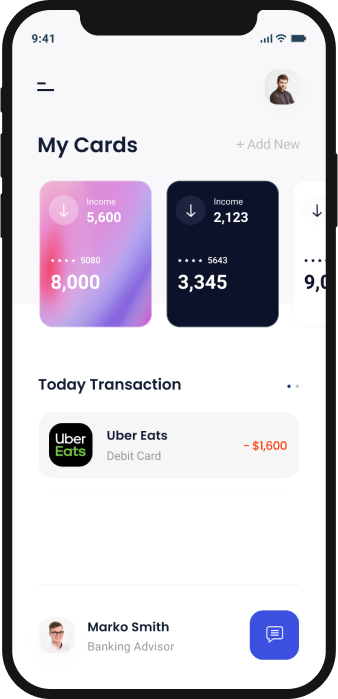 9:41
My Cards
+ Add New
Income
5,600
5080
8,000
Income
2,123
5643
3,345
9,0
Today Transaction
Uber
Eats
Uber Eats
Debit Card
- $1,600
Marko Smith
Banking Advisor